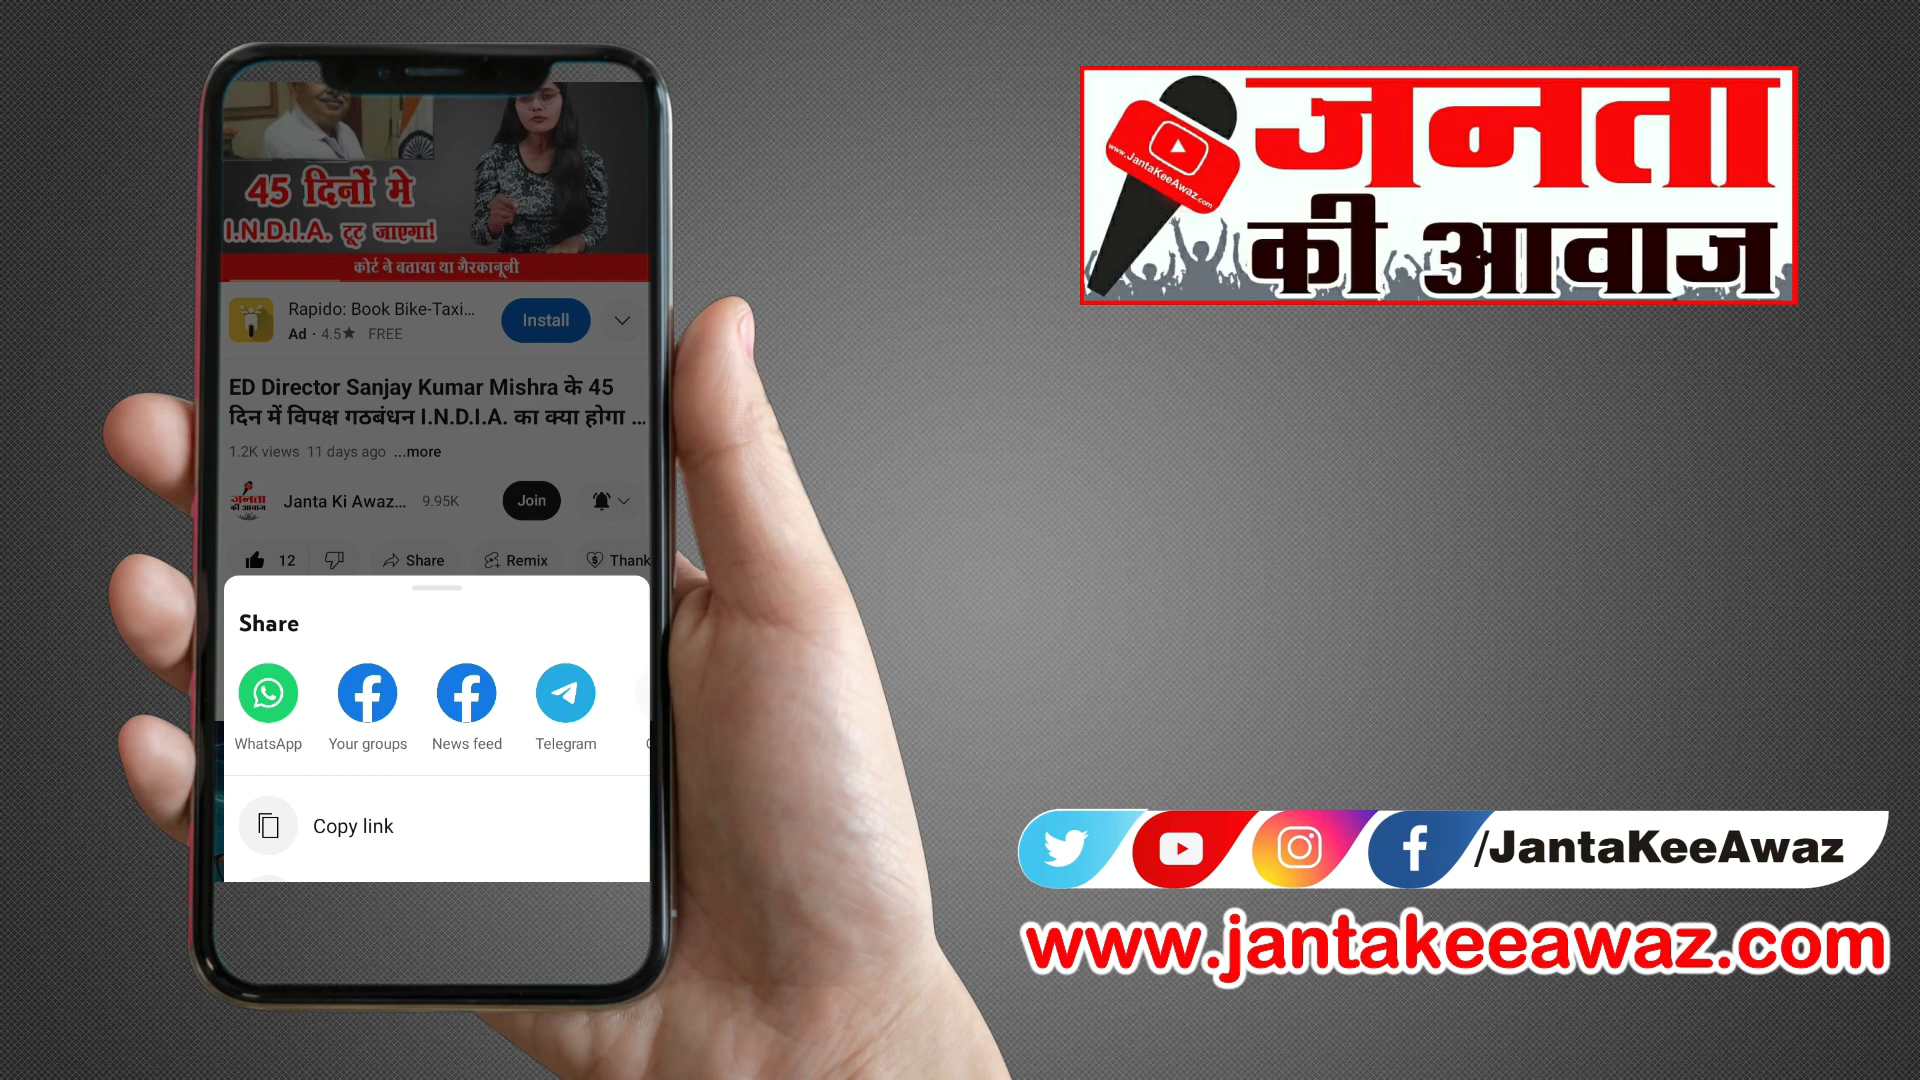 45 दिनों मे
I.N.D.I.A. टूट जाएगा!
कोर्ट ने बताया था गैरकानूनी
Rapido: Book Bike-Taxi...
Ad · 4.5★ FREE
Install
ED Director Sanjay Kumar Mishra के 45
दिन में विपक्ष गठबंधन I.N.D.I.A. का क्या होगा ...
1.2K views 11 days ago ...more
जनता
की आवाज
Janta Ki Awaz... 9.95K
Join
12 Share Remix Thank
Share
WhatsApp Your groups News feed Telegram
Copy link
www.JantaKeeAwaz.com
जनता
की आवाज
/JantaKeeAwaz
www.jantakeeawaz.com